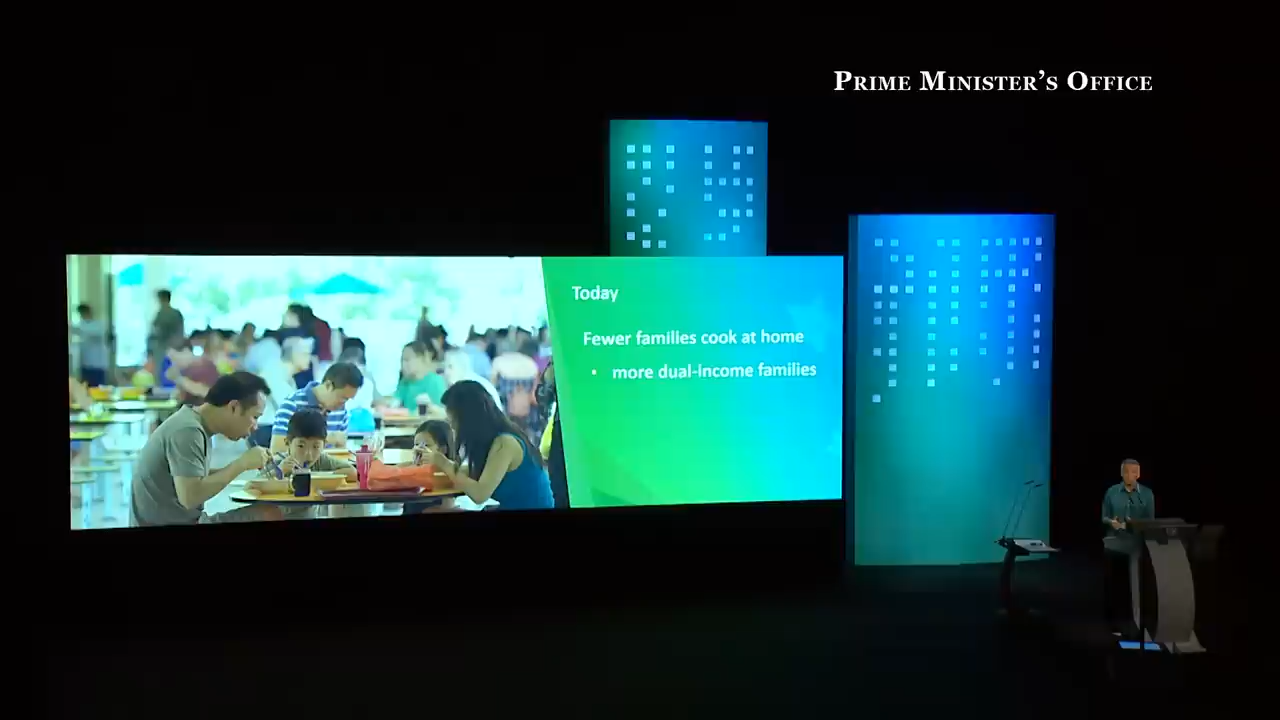 PRIME MINISTER'S OFFICE
Today
Fewer families cook at home
• more dual-income families